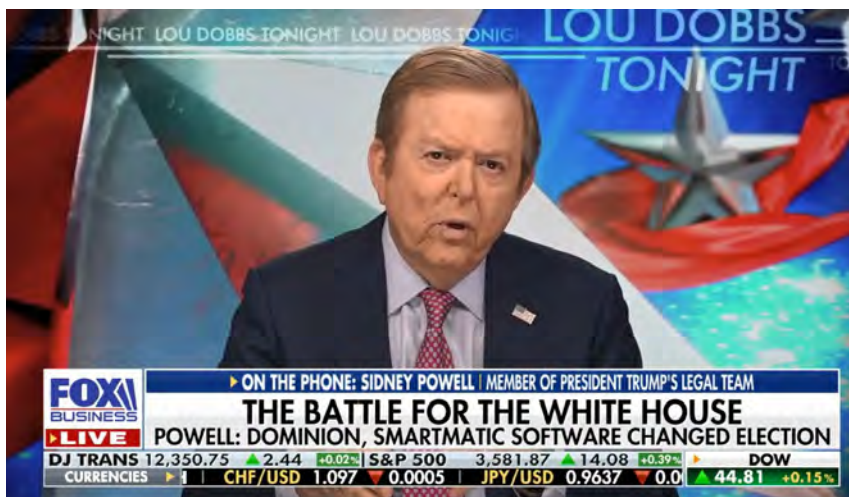 NIGHT LOU DOBBS TONIGHT LOU DOBBS TONIG
LOU DOBBS
TONIGHT
FOX
BUSINESS
LIVE
ON THE PHONE: SIDNEY POWELL | MEMBER OF PRESIDENT TRUMP'S LEGAL TEAM
THE BATTLE FOR THE WHITE HOUSE
POWELL: DOMINION, SMARTMATIC SOFTWARE CHANGED ELECTION
DJ TRANS 12,350.75 ▲2.44 +0.02% S&P 500 3,581.87 ▲14.08 +0.39% DOW
CURRENCIES CHF/USD 1.097 ▼0.0005 JPY/USD 0.9637 ▼0.0 ▲44.81 +0.15%